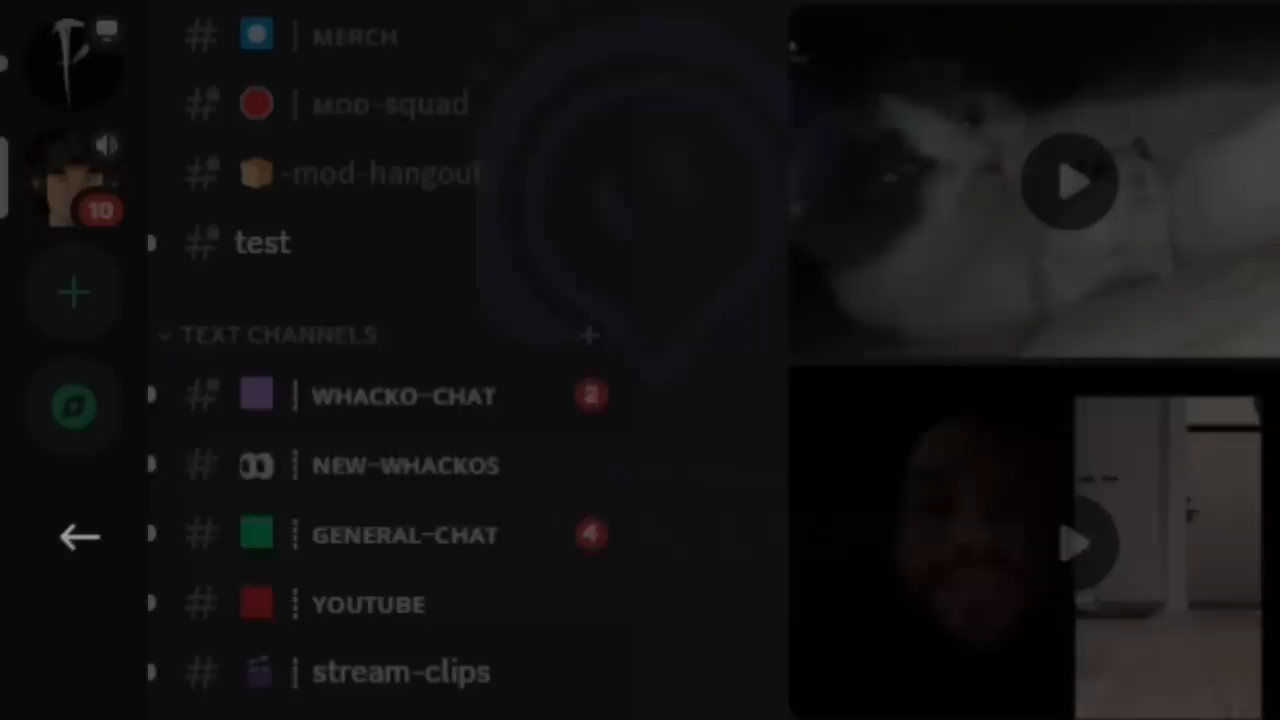 # | MERCH
# | MOD-squad
10
# -mod-hangout
# test
TEXT CHANNELS +
# | WHACKO-CHAT 2
# ┊ NEW-WHACKOS
# ┊ GENERAL-CHAT 4
# ┊ YOUTUBE
# ┊ stream-clips